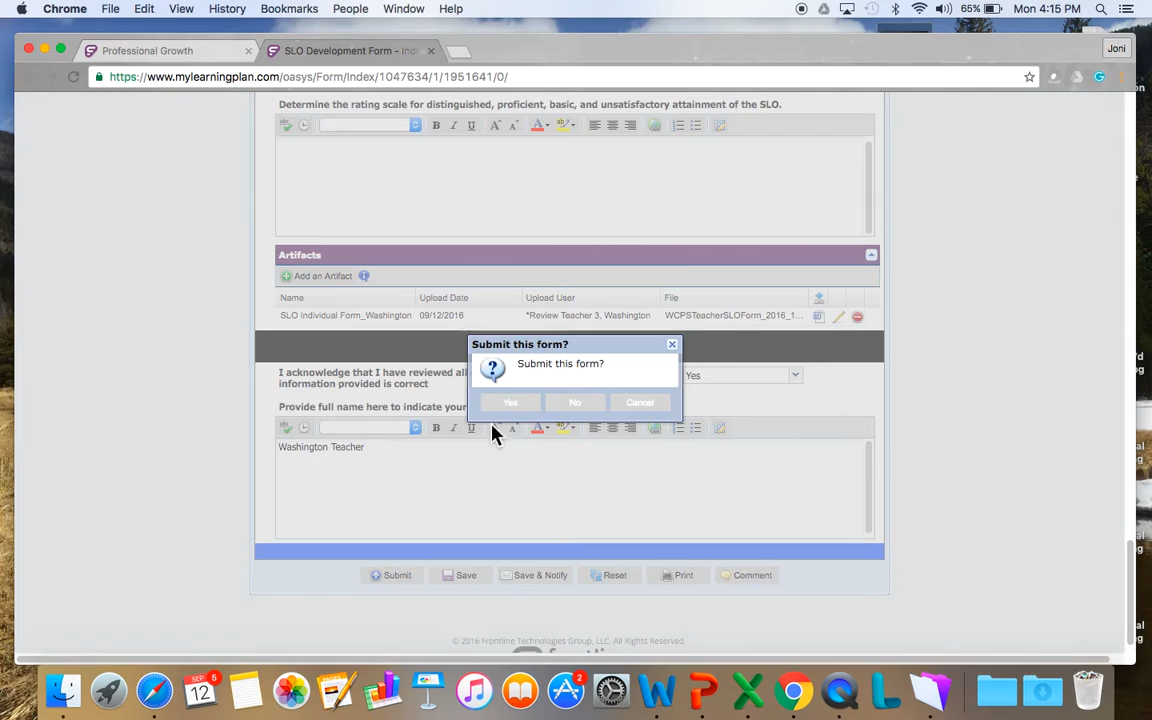 Chrome File Edit View History Bookmarks People Window Help 65% Mon 4:15 PM
Professional Growth
SLO Development Form - Indi
Joni
https://www.mylearningplan.com/oasys/Form/Index/1047634/1/1951641/0/
Determine the rating scale for distinguished, proficient, basic, and unsatisfactory attainment of the SLO.
Artifacts
Add an Artifact
Name Upload Date Upload User File
SLO Individual Form_Washington 09/12/2016 *Review Teacher 3, Washington WCPSTeacherSLOForm_2016_1...
Submit this form?
Submit this form?
Yes No Cancel
I acknowledge that I have reviewed all
information provided is correct
Yes
Provide full name here to indicate your
Washington Teacher
Submit Save Save & Notify Reset Print Comment
© 2016 Frontline Technologies Group, LLC. All Rights Reserved.
SEP
12
5
2